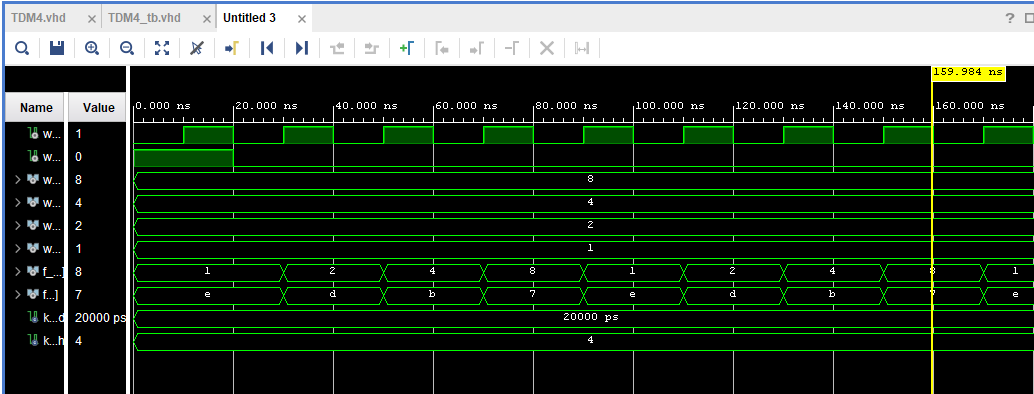 TDM4.vhd × TDM4_tb.vhd × Untitled 3 ×
?
159.984 ns
Name Value
0.000 ns 20.000 ns 40.000 ns 60.000 ns 80.000 ns 100.000 ns 120.000 ns 140.000 ns 160.000 ns
w... 1
w... 0
w... 8 8
w... 4 4
w... 2 2
w... 1 1
f_...] 8 1 2 4 8 1 2 4 8 1
f...] 7 e d b 7 e d b 7 e
k...d 20000 ps 20000 ps
k...h 4 4